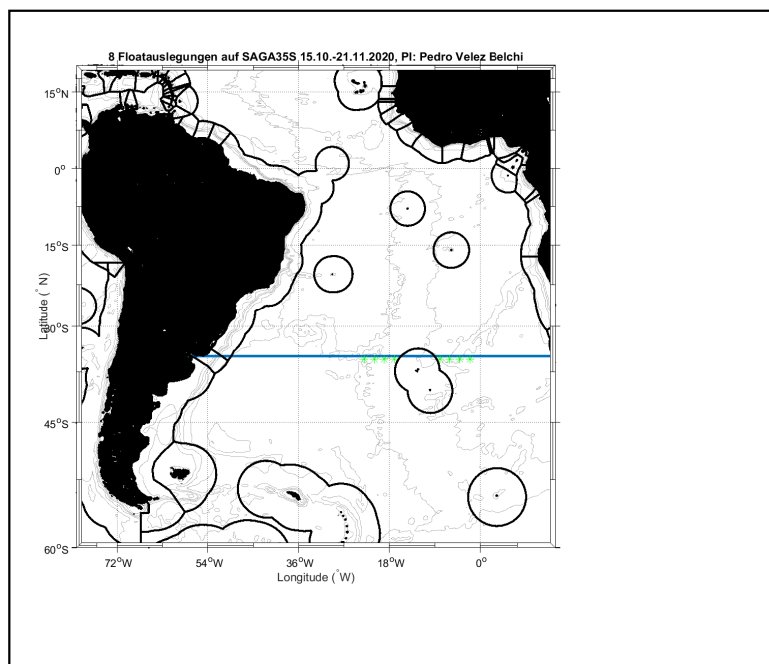 8 Floatauslegungen auf SAGA35S 15.10.-21.11.2020, PI: Pedro Velez Belchi
15°N
0°
15°S
30°S
45°S
60°S
Latitude (° N)
72°W 54°W 36°W 18°W 0°
Longitude (°W)